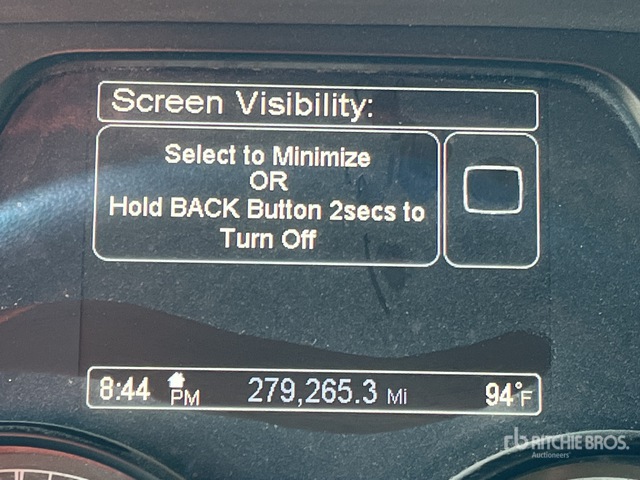 Screen Visibility:
Select to Minimize
OR
Hold BACK Button 2secs to
Turn Off
8:44 PM 279,265.3 Mi 94°F
RITCHIE BROS.
Auctioneers